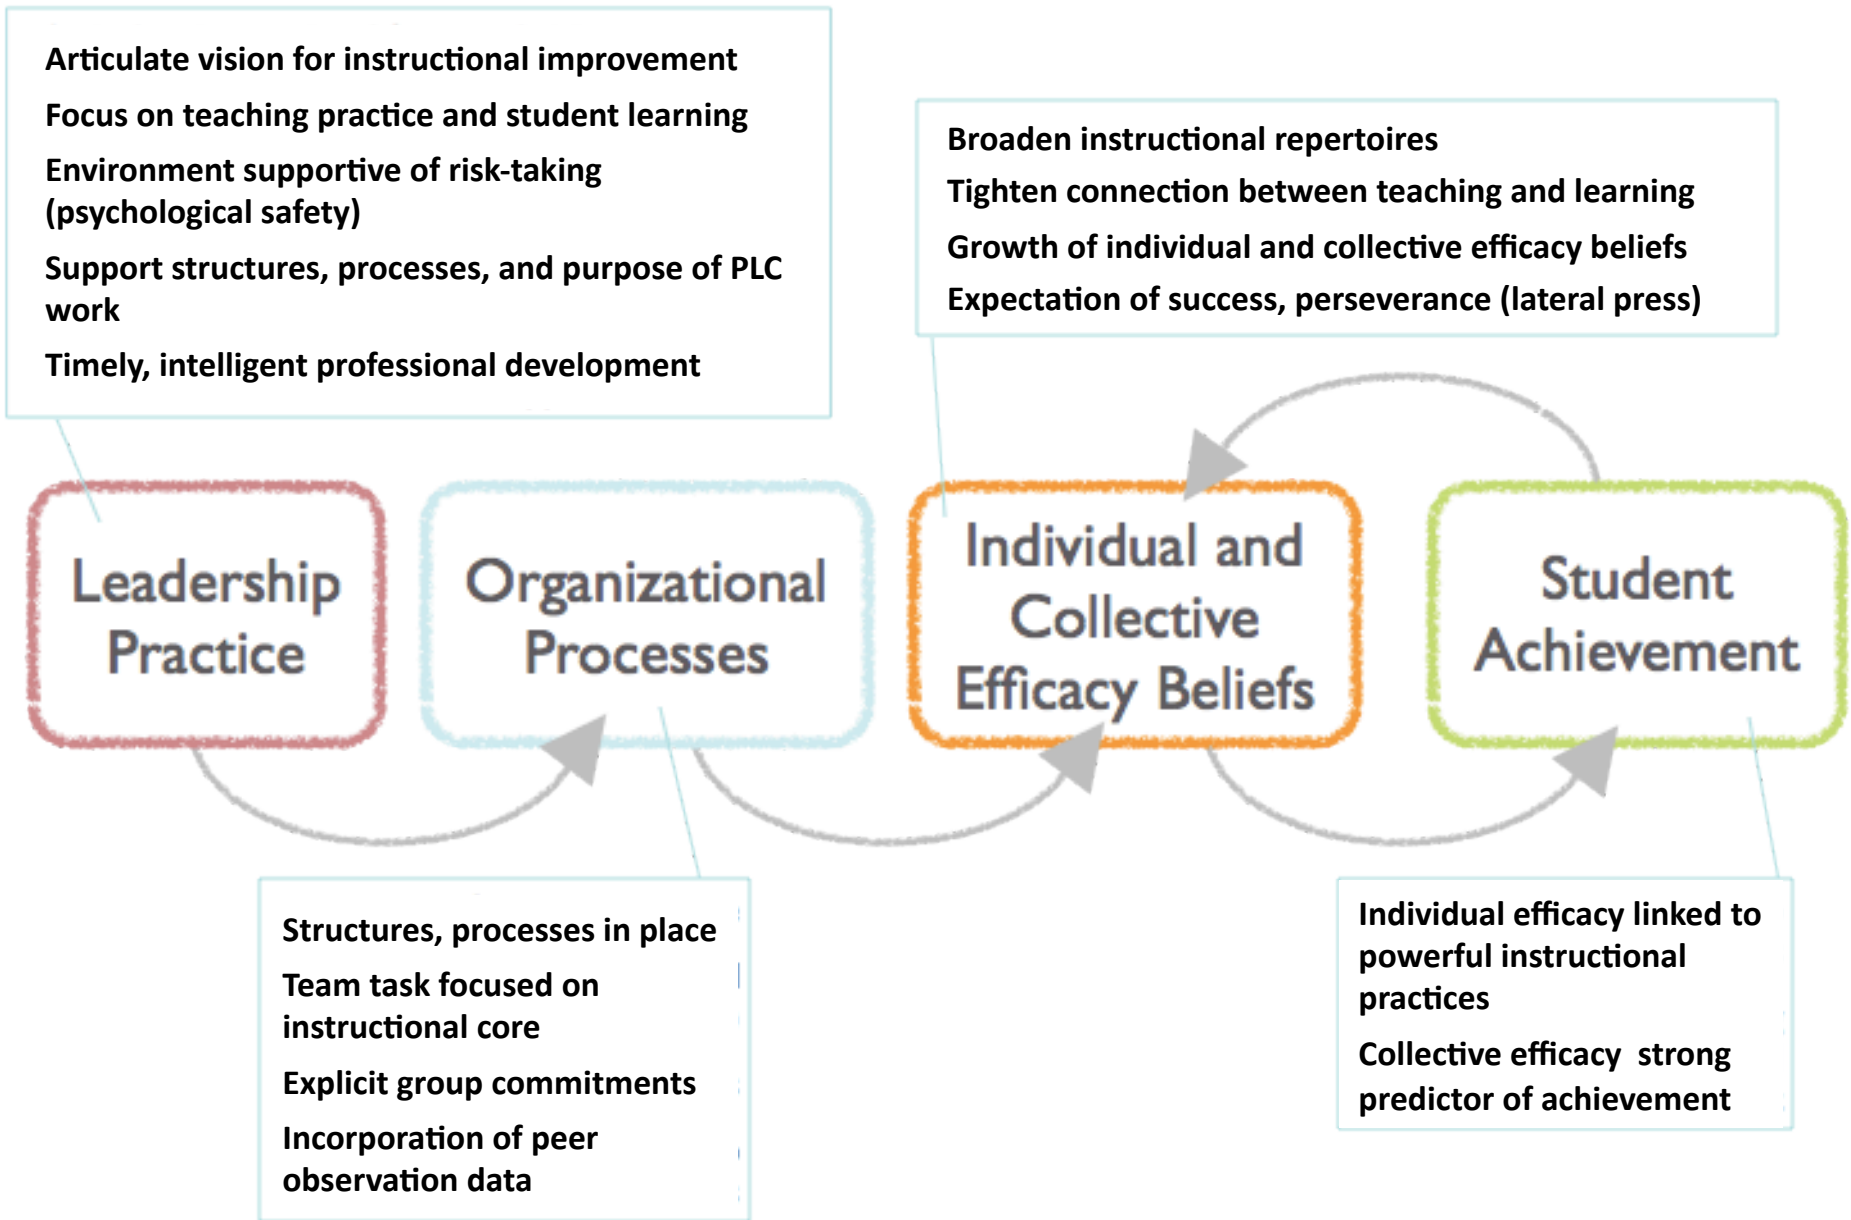 Articulate vision for instructional improvement
Focus on teaching practice and student learning
Environment supportive of risk-taking
(psychological safety)
Support structures, processes, and purpose of PLC
work
Timely, intelligent professional development
Broaden instructional repertoires
Tighten connection between teaching and learning
Growth of individual and collective efficacy beliefs
Expectation of success, perseverance (lateral press)
Leadership
Practice
Organizational
Processes
Individual and
Collective
Efficacy Beliefs
Student
Achievement
Structures, processes in place
Team task focused on
instructional core
Explicit group commitments
Incorporation of peer
observation data
Individual efficacy linked to
powerful instructional
practices
Collective efficacy strong
predictor of achievement